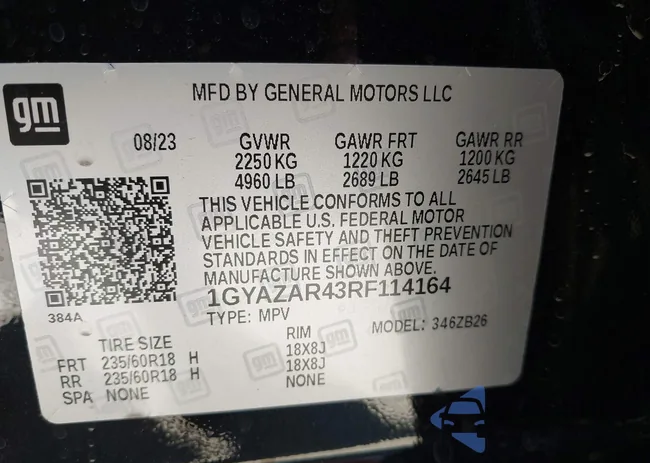 gm
MFD BY GENERAL MOTORS LLC
08/23 GVWR GAWR FRT GAWR RR
2250 KG 1220 KG 1200 KG
4960 LB 2689 LB 2645 LB
THIS VEHICLE CONFORMS TO ALL
APPLICABLE U.S. FEDERAL MOTOR
VEHICLE SAFETY AND THEFT PREVENTION
STANDARDS IN EFFECT ON THE DATE OF
MANUFACTURE SHOWN ABOVE.
1GYAZAR43RF114164
384A TYPE: MPV MODEL: 346ZB26
TIRE SIZE RIM
FRT 235/60R18 H 18X8J
RR 235/60R18 H 18X8J
SPA NONE NONE